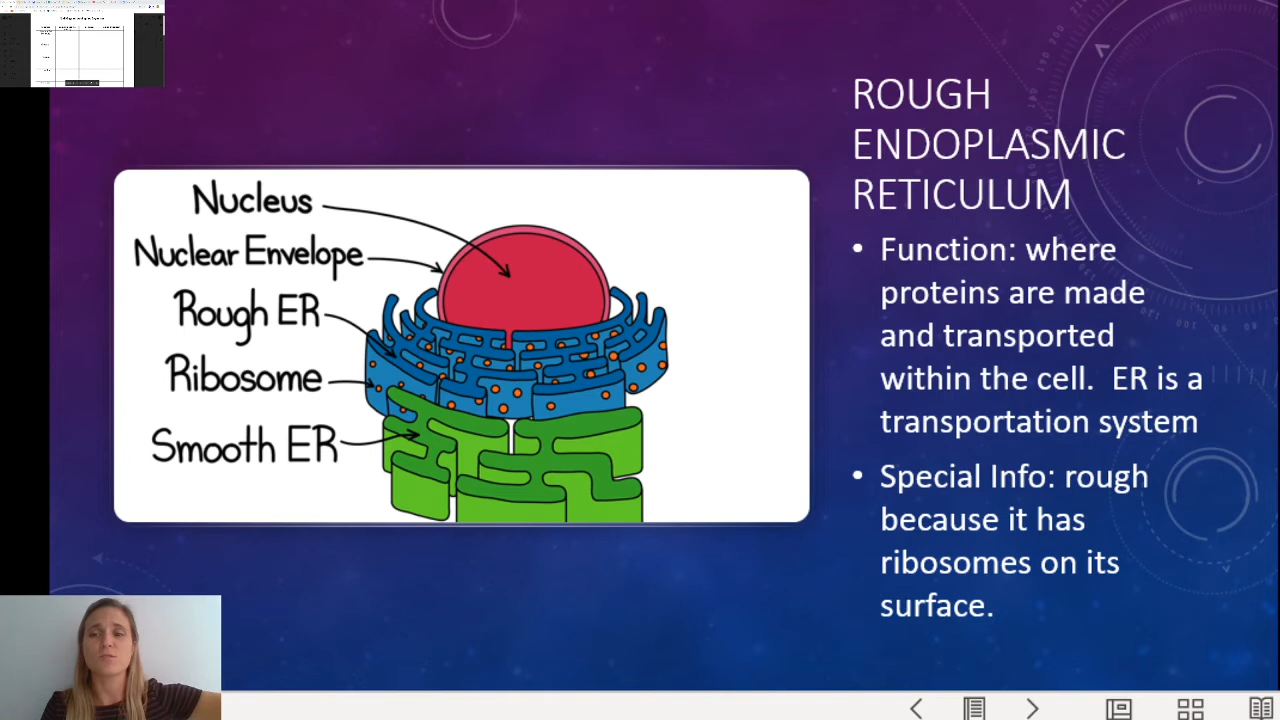 ROUGH
ENDOPLASMIC
RETICULUM
• Function: where
proteins are made
and transported
within the cell.  ER is a
transportation system
• Special Info: rough
because it has
ribosomes on its
surface.
Nucleus
Nuclear Envelope
Rough ER
Ribosome
Smooth ER